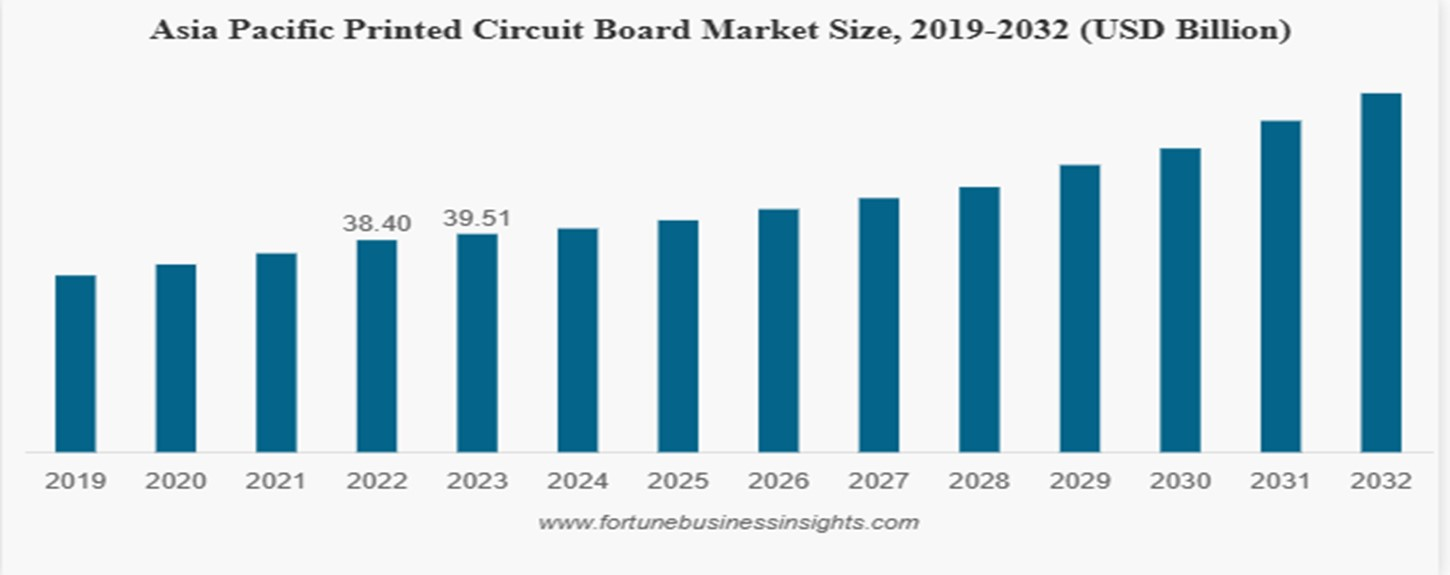 Asia Pacific Printed Circuit Board Market Size, 2019-2032 (USD Billion)
38.40 39.51
2019 2020 2021 2022 2023 2024 2025 2026 2027 2028 2029 2030 2031 2032
www.fortunebusinessinsights.com